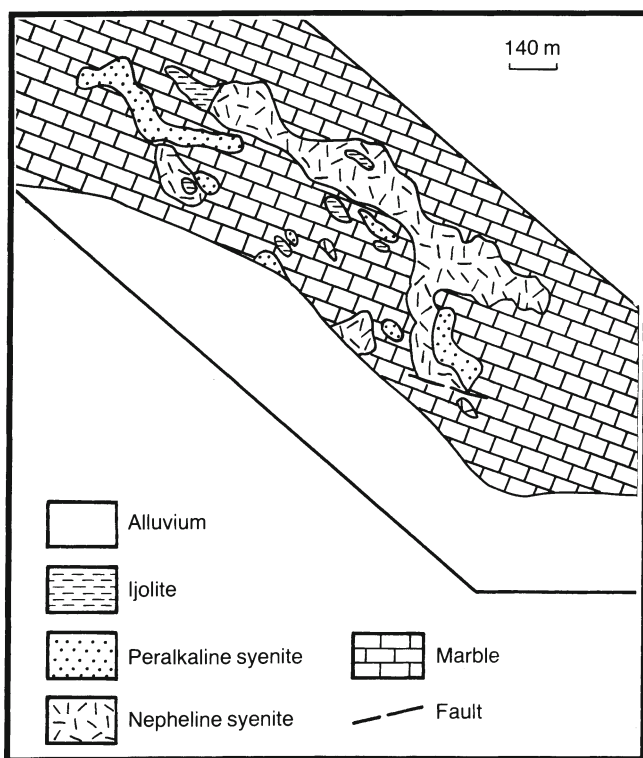 140 m
Alluvium
Ijolite
Peralkaline syenite
Marble
Nepheline syenite
Fault